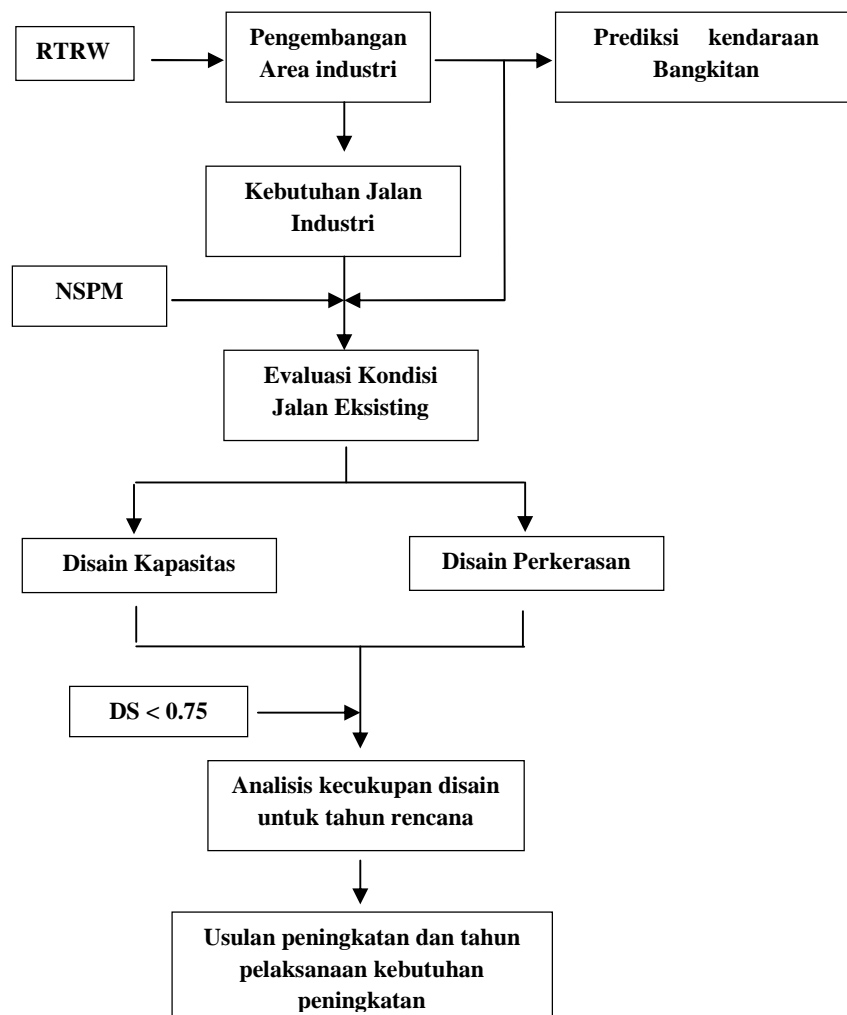 RTRW
Pengembangan
Area industri
Prediksi kendaraan
Bangkitan
Kebutuhan Jalan
Industri
NSPM
Evaluasi Kondisi
Jalan Eksisting
Disain Kapasitas
Disain Perkerasan
DS < 0.75
Analisis kecukupan disain
untuk tahun rencana
Usulan peningkatan dan tahun
pelaksanaan kebutuhan
peningkatan